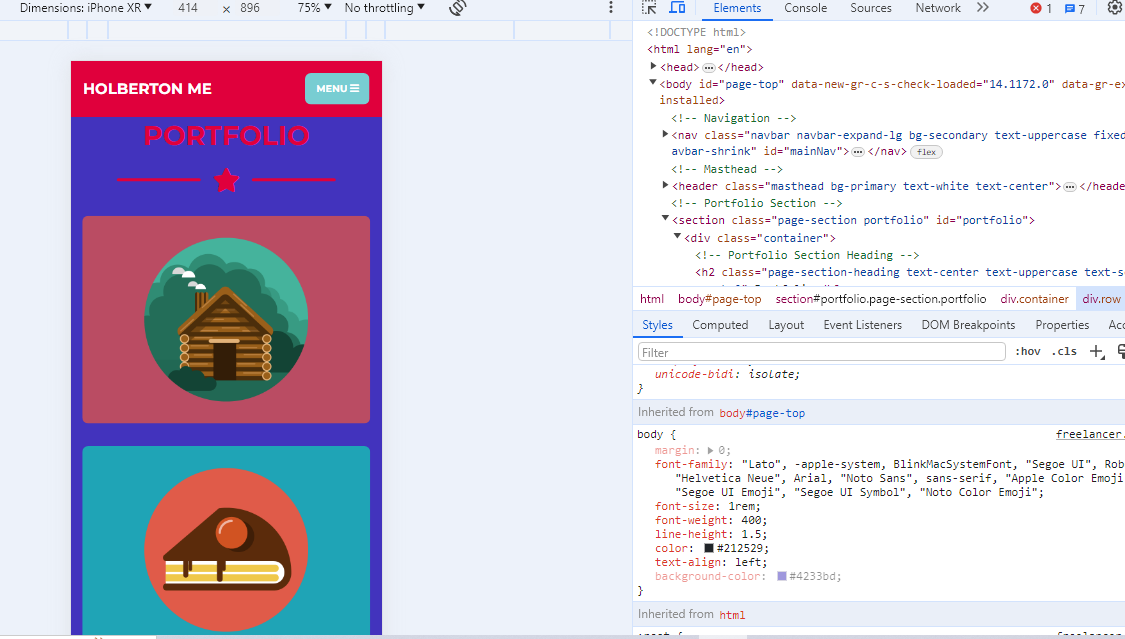 Dimensions: iPhone XR ▼ 414 × 896 75% ▼ No throttling ▼
HOLBERTON ME
MENU ☰
PORTFOLIO
Elements Console Sources Network >> 1 7
<!DOCTYPE html>
<html lang="en">
▶ <head> ••• </head>
▼ <body id="page-top" data-new-gr-c-s-check-loaded="14.1172.0" data-gr-ex
installed>
<!-- Navigation -->
▶ <nav class="navbar navbar-expand-lg bg-secondary text-uppercase fixed
avbar-shrink" id="mainNav"> ••• </nav> flex
<!-- Masthead -->
▶ <header class="masthead bg-primary text-white text-center"> ••• </heade
<!-- Portfolio Section -->
▼ <section class="page-section portfolio" id="portfolio">
▼ <div class="container">
<!-- Portfolio Section Heading -->
<h2 class="page-section-heading text-center text-uppercase text-s
html body#page-top section#portfolio.page-section.portfolio div.container div.row
Styles Computed Layout Event Listeners DOM Breakpoints Properties Acc
Filter :hov .cls +
unicode-bidi: isolate;
}
Inherited from body#page-top
body { freelancer.
margin: ▶ 0;
font-family: "Lato", -apple-system, BlinkMacSystemFont, "Segoe UI", Rob
"Helvetica Neue", Arial, "Noto Sans", sans-serif, "Apple Color Emoji
"Segoe UI Emoji", "Segoe UI Symbol", "Noto Color Emoji";
font-size: 1rem;
font-weight: 400;
line-height: 1.5;
color: #212529;
text-align: left;
background-color: #4233bd;
}
Inherited from html